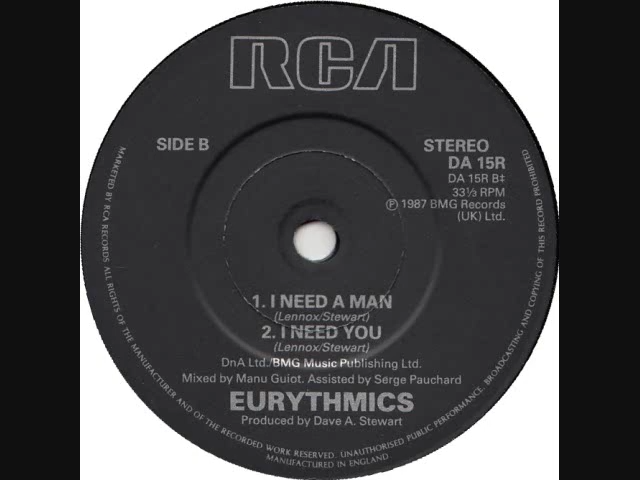 RCA
SIDE B
STEREO
DA 15R
DA 15R B‡
33⅓ RPM
Ⓟ 1987 BMG Records
(UK) Ltd.
1. I NEED A MAN
(Lennox/Stewart)
2. I NEED YOU
(Lennox/Stewart)
DnA Ltd./BMG Music Publishing Ltd.
Mixed by Manu Guiot. Assisted by Serge Pauchard
EURYTHMICS
Produced by Dave A. Stewart
MARKETED BY RCA RECORDS ALL RIGHTS OF THE MANUFACTURER AND OF THE RECORDED WORK RESERVED. UNAUTHORISED PUBLIC PERFORMANCE, BROADCASTING AND COPYING OF THIS RECORD PROHIBITED
MANUFACTURED IN ENGLAND